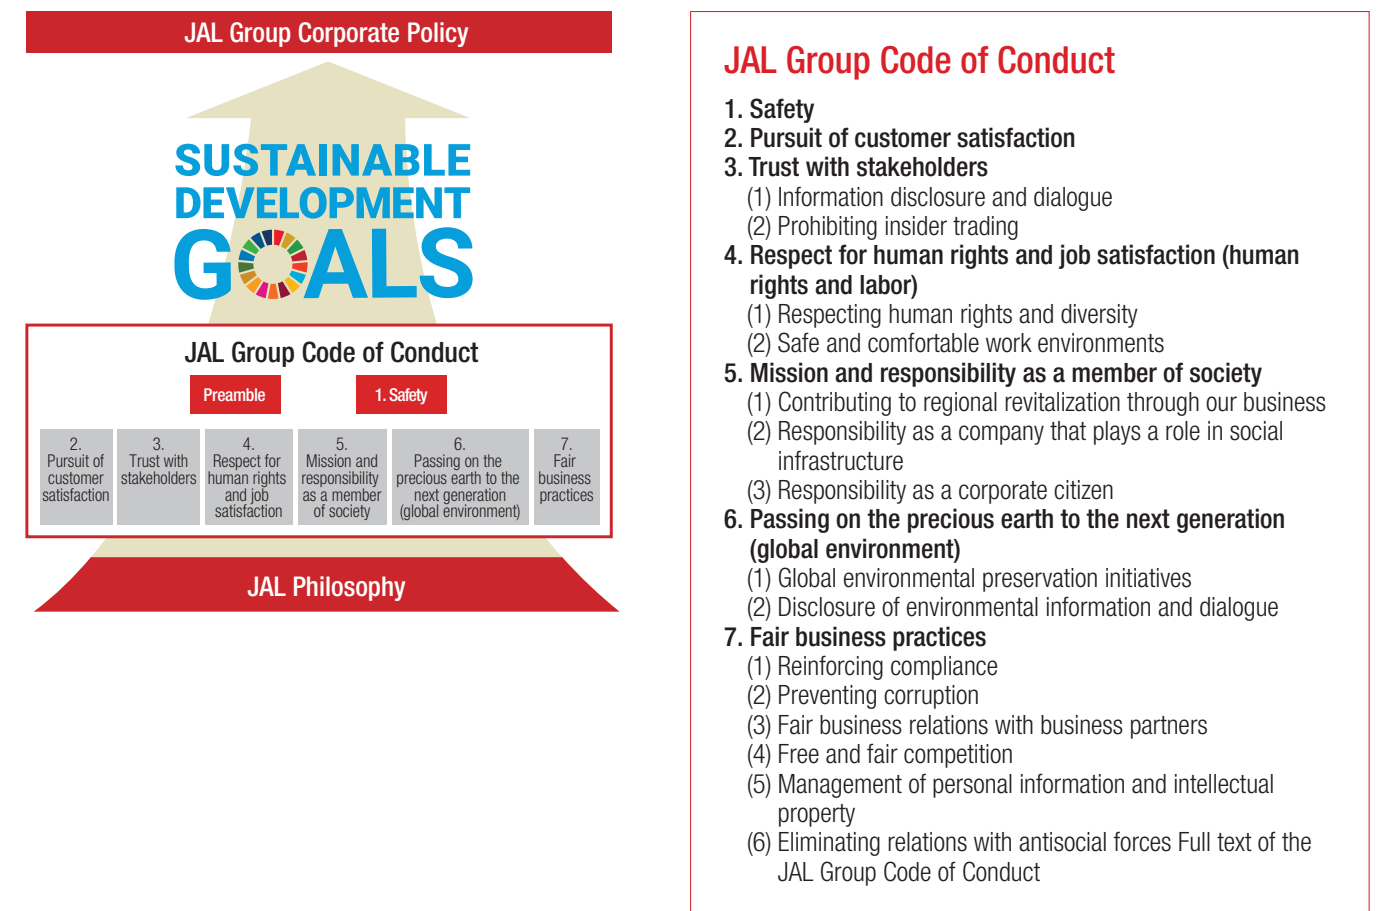 JAL Group Corporate Policy
SUSTAINABLE
DEVELOPMENT
GOALS
JAL Group Code of Conduct
Preamble
1. Safety
2.
Pursuit of
customer
satisfaction
3.
Trust with
stakeholders
4.
Respect for
human rights
and job
satisfaction
5.
Mission and
responsibility
as a member
of society
6.
Passing on the
precious earth to the
next generation
(global environment)
7.
Fair
business
practices
JAL Philosophy
JAL Group Code of Conduct
1. Safety
2. Pursuit of customer satisfaction
3. Trust with stakeholders
(1) Information disclosure and dialogue
(2) Prohibiting insider trading
4. Respect for human rights and job satisfaction (human
rights and labor)
(1) Respecting human rights and diversity
(2) Safe and comfortable work environments
5. Mission and responsibility as a member of society
(1) Contributing to regional revitalization through our business
(2) Responsibility as a company that plays a role in social
infrastructure
(3) Responsibility as a corporate citizen
6. Passing on the precious earth to the next generation
(global environment)
(1) Global environmental preservation initiatives
(2) Disclosure of environmental information and dialogue
7. Fair business practices
(1) Reinforcing compliance
(2) Preventing corruption
(3) Fair business relations with business partners
(4) Free and fair competition
(5) Management of personal information and intellectual
property
(6) Eliminating relations with antisocial forces Full text of the
JAL Group Code of Conduct